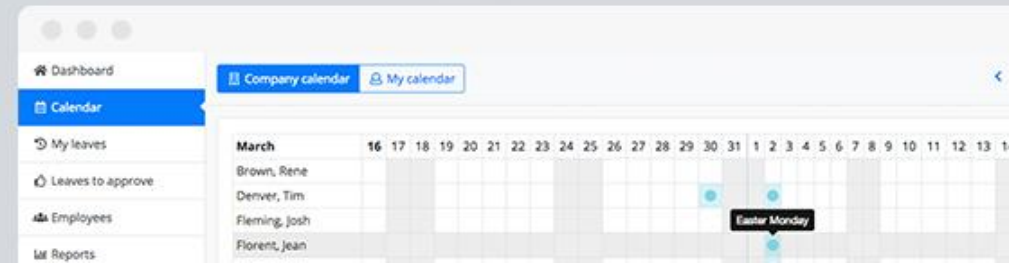 Dashboard
Company calendar My calendar
Calendar
My leaves
March 16 17 18 19 20 21 22 23 24 25 26 27 28 29 30 31 1 2 3 4 5 6 7 8 9 10 11 12 13
Brown, Rene
Leaves to approve
Denver, Tim
Employees
Fleming, Josh
Easter Monday
Florent, Jean
Reports